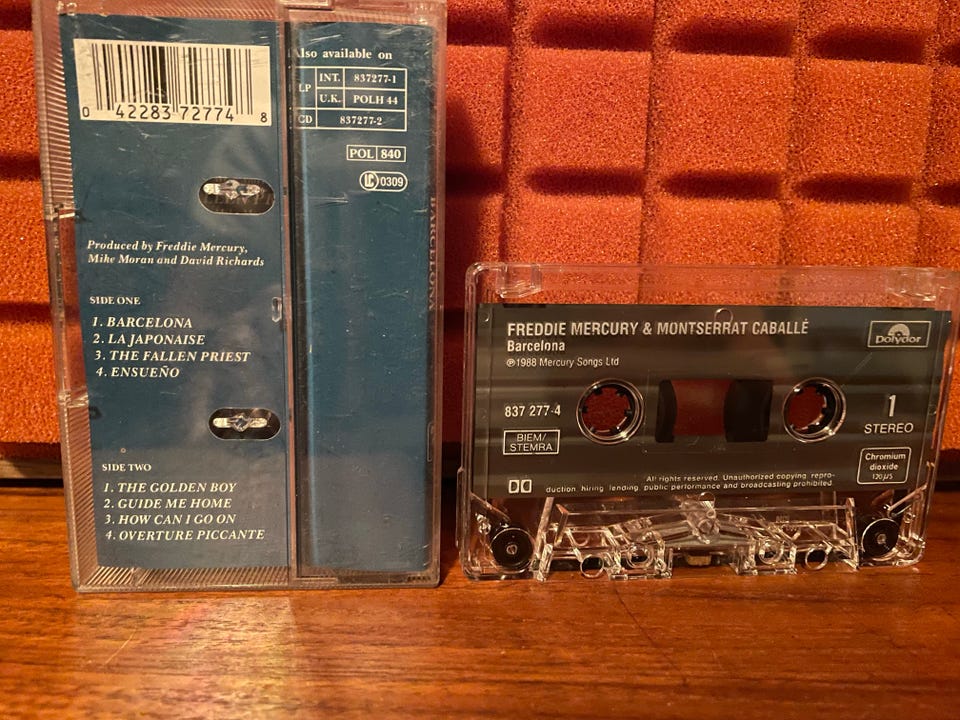 0 42283 72774 8
Produced by Freddie Mercury,
Mike Moran and David Richards
SIDE ONE
1. BARCELONA
2. LA JAPONAISE
3. THE FALLEN PRIEST
4. ENSUEÑO
SIDE TWO
1. THE GOLDEN BOY
2. GUIDE ME HOME
3. HOW CAN I GO ON
4. OVERTURE PICCANTE
Also available on
LP INT. 837277-1
U.K. POLH 44
CD 837277-2
POL 840
LC 0309
BARCELONA
FREDDIE MERCURY & MONTSERRAT CABALLÉ
Barcelona
℗ 1988 Mercury Songs Ltd
Polydor
837 277-4
BIEM/
STEMRA
1
STEREO
Chromium
dioxide
120 µs
All rights reserved. Unauthorized copying, repro-
duction, hiring, lending, public performance and broadcasting prohibited.